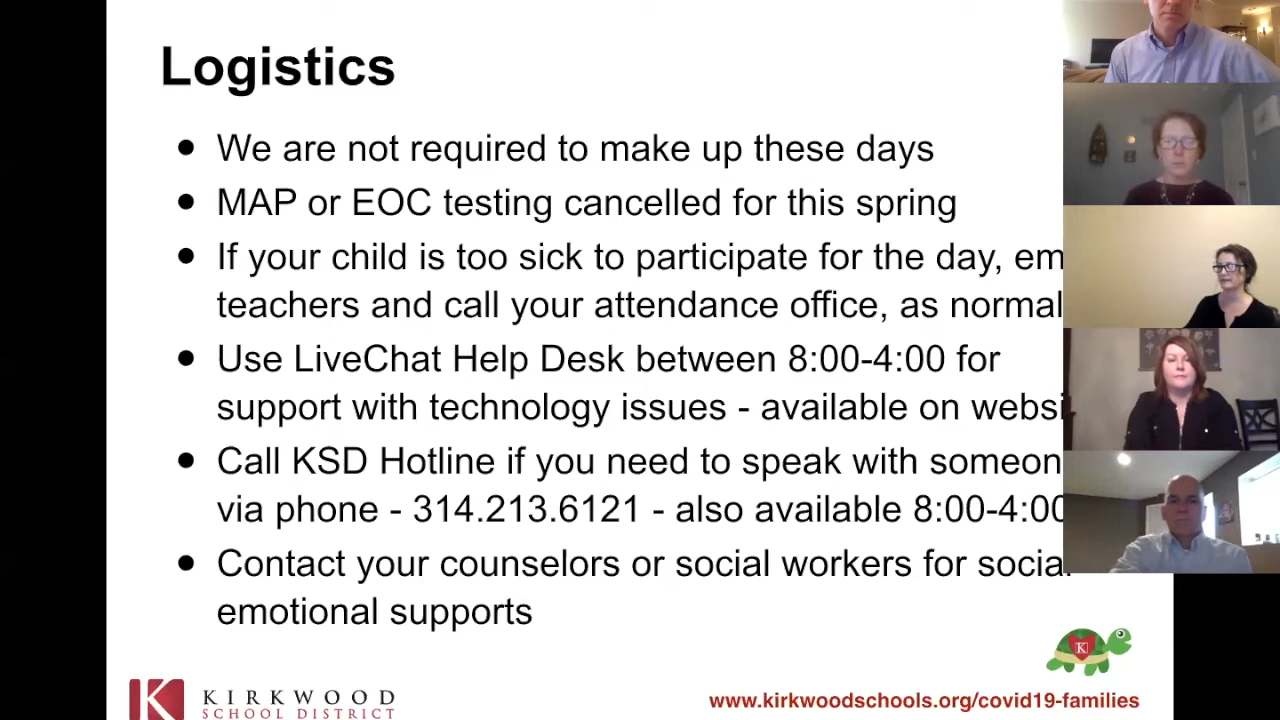 Logistics
• We are not required to make up these days
• MAP or EOC testing cancelled for this spring
• If your child is too sick to participate for the day, em
teachers and call your attendance office, as normal
• Use LiveChat Help Desk between 8:00-4:00 for
support with technology issues - available on websi
• Call KSD Hotline if you need to speak with someon
via phone - 314.213.6121 - also available 8:00-4:00
• Contact your counselors or social workers for social
emotional supports
K
KIRKWOOD
SCHOOL DISTRICT
www.kirkwoodschools.org/covid19-families